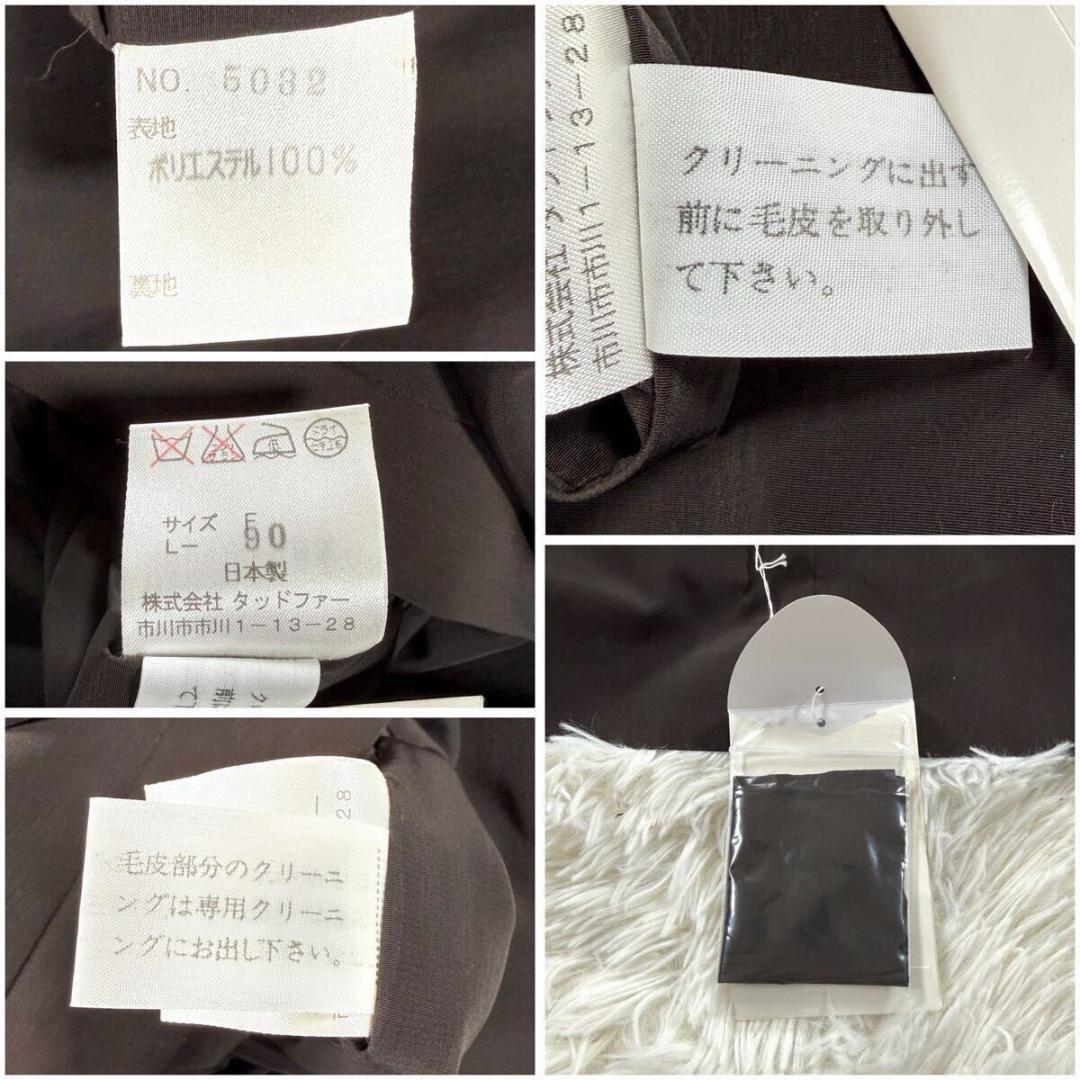 NO. 5032
表地
ポリエステル100%
裏地
クリーニングに出す
前に毛皮を取り外し
て下さい。
市川市市川1-13-28
株式会社
低
ドライ
サイズ F
L- 90
日本製
株式会社 タッドファー
市川市市川1-13-28
28
毛皮部分のクリーニ
ングは専用クリーニ
ングにお出し下さい。